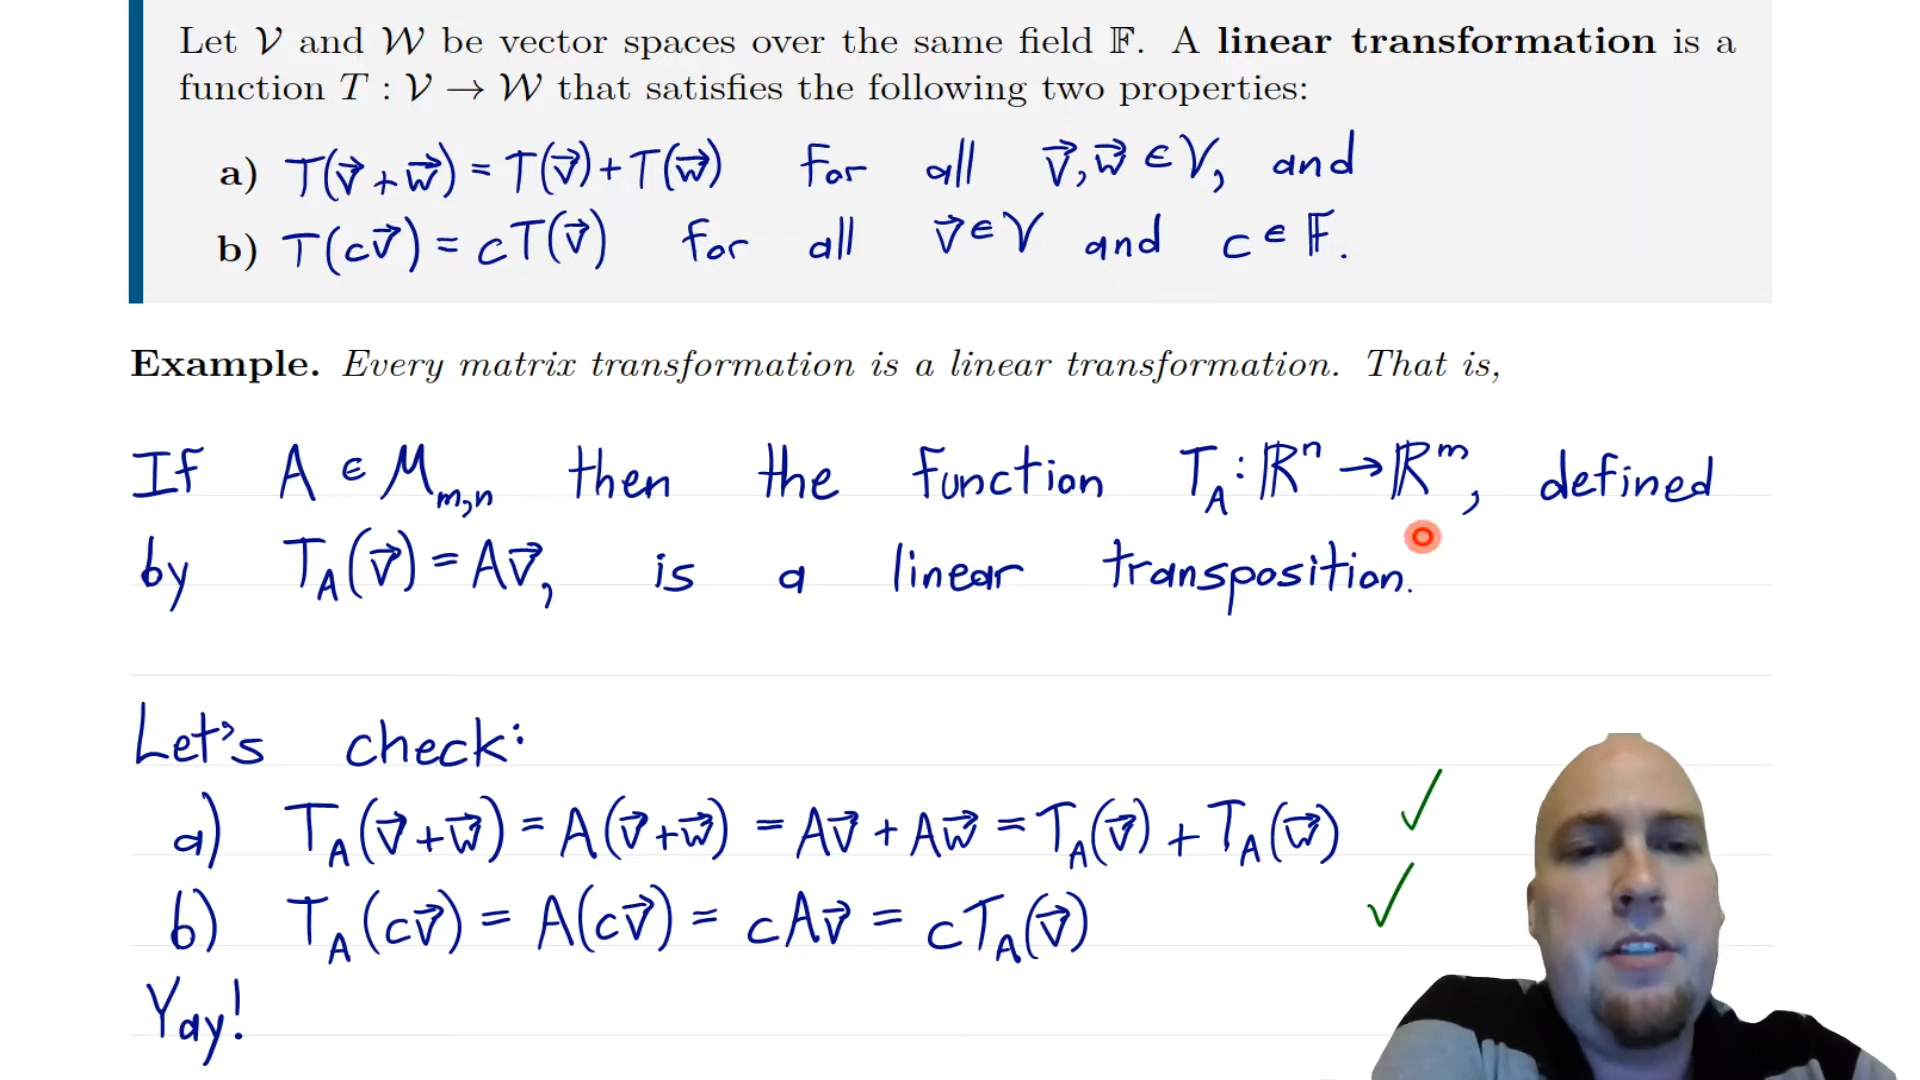 Let 𝒱 and 𝒲 be vector spaces over the same field 𝔽. A linear transformation is a
function T : 𝒱 → 𝒲 that satisfies the following two properties:
a) T(v⃗+w⃗) = T(v⃗)+T(w⃗) for all v⃗,w⃗ ∈ 𝒱, and
b) T(cv⃗) = cT(v⃗) for all v⃗∈𝒱 and c ∈ 𝔽.
Example. Every matrix transformation is a linear transformation. That is,
If A ∈ ℳ_{m,n} then the function T_A : ℝⁿ → ℝᵐ, defined
by T_A(v⃗) = Av⃗, is a linear transposition.
Let's check:
a) T_A(v⃗+w⃗) = A(v⃗+w⃗) = Av⃗ + Aw⃗ = T_A(v⃗) + T_A(w⃗) ✓
b) T_A(cv⃗) = A(cv⃗) = cAv⃗ = cT_A(v⃗) ✓
Yay!